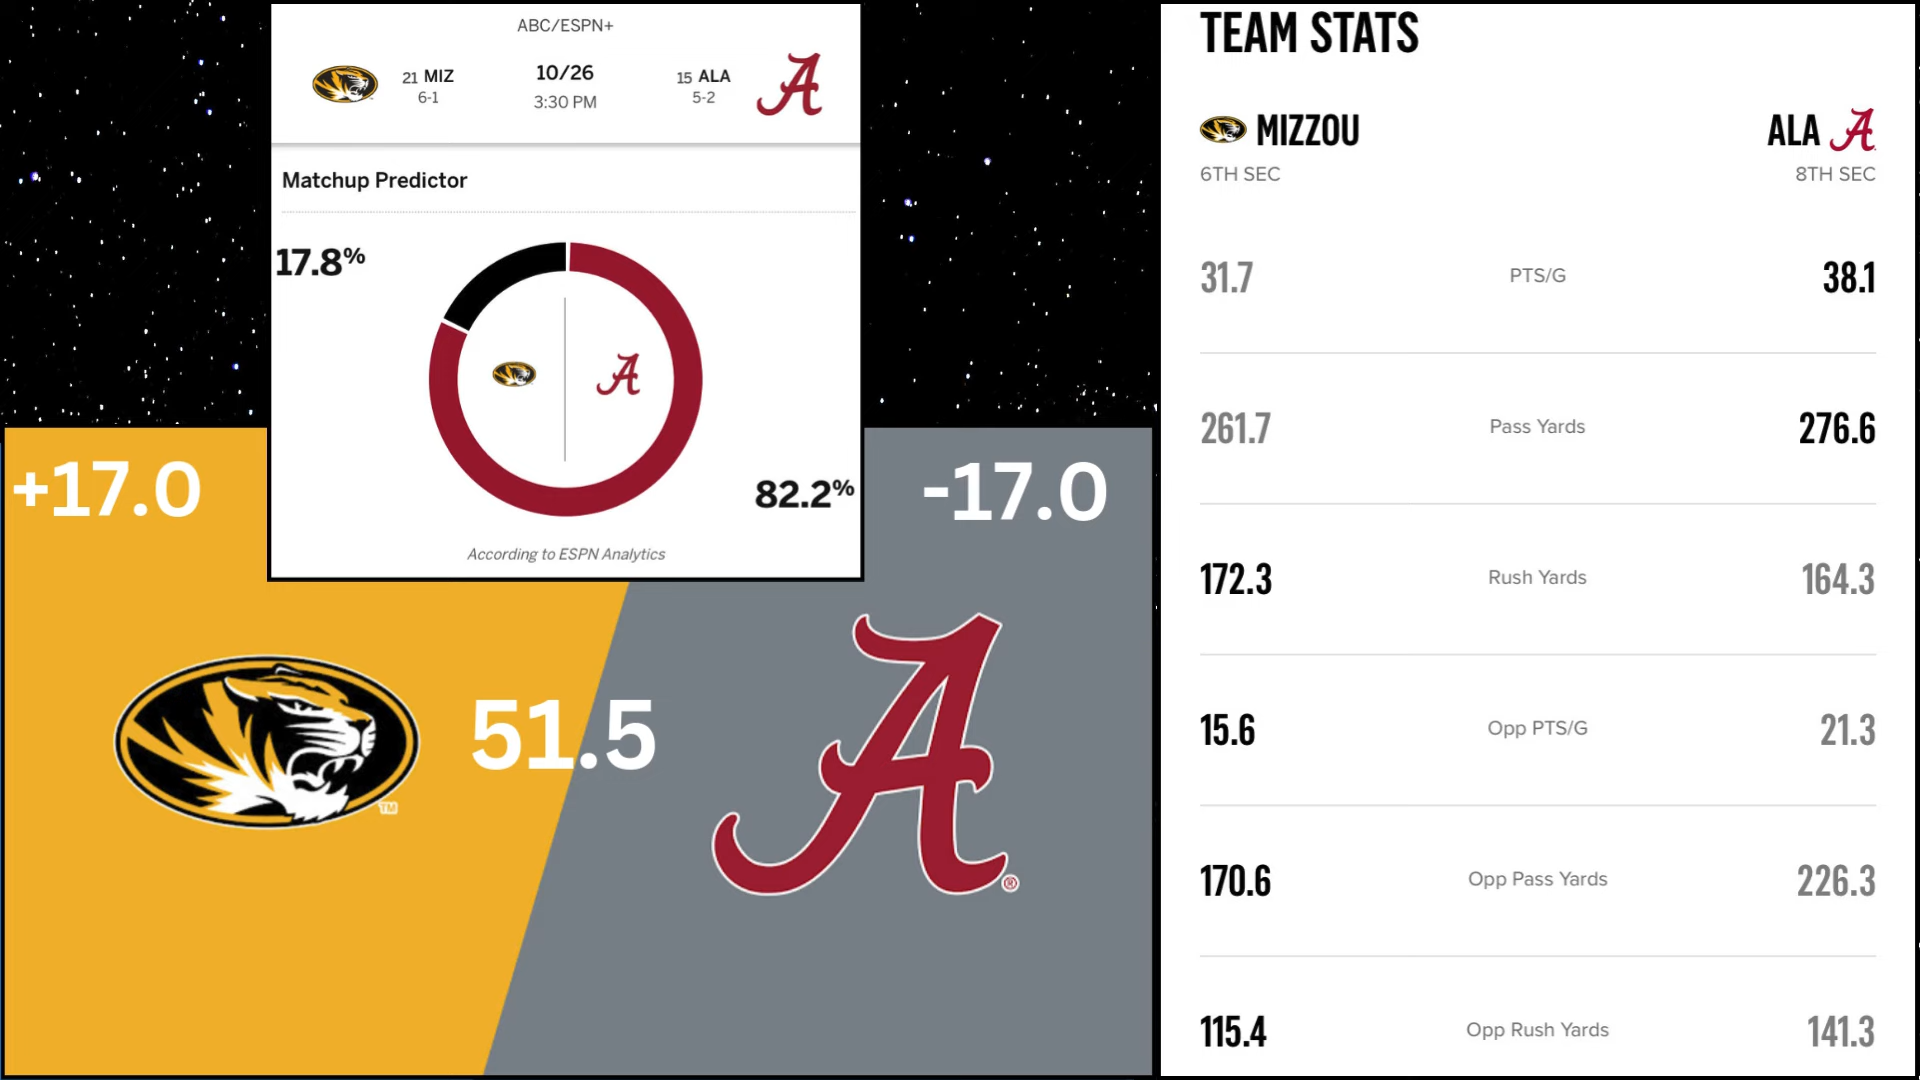 ABC/ESPN+
21 MIZ
6-1
10/26
3:30 PM
15 ALA
5-2
Matchup Predictor
17.8%
82.2%
According to ESPN Analytics
+17.0
-17.0
51.5
TM
®
TEAM STATS
MIZZOU
6TH SEC
ALA
8TH SEC
31.7 PTS/G 38.1
261.7 Pass Yards 276.6
172.3 Rush Yards 164.3
15.6 Opp PTS/G 21.3
170.6 Opp Pass Yards 226.3
115.4 Opp Rush Yards 141.3